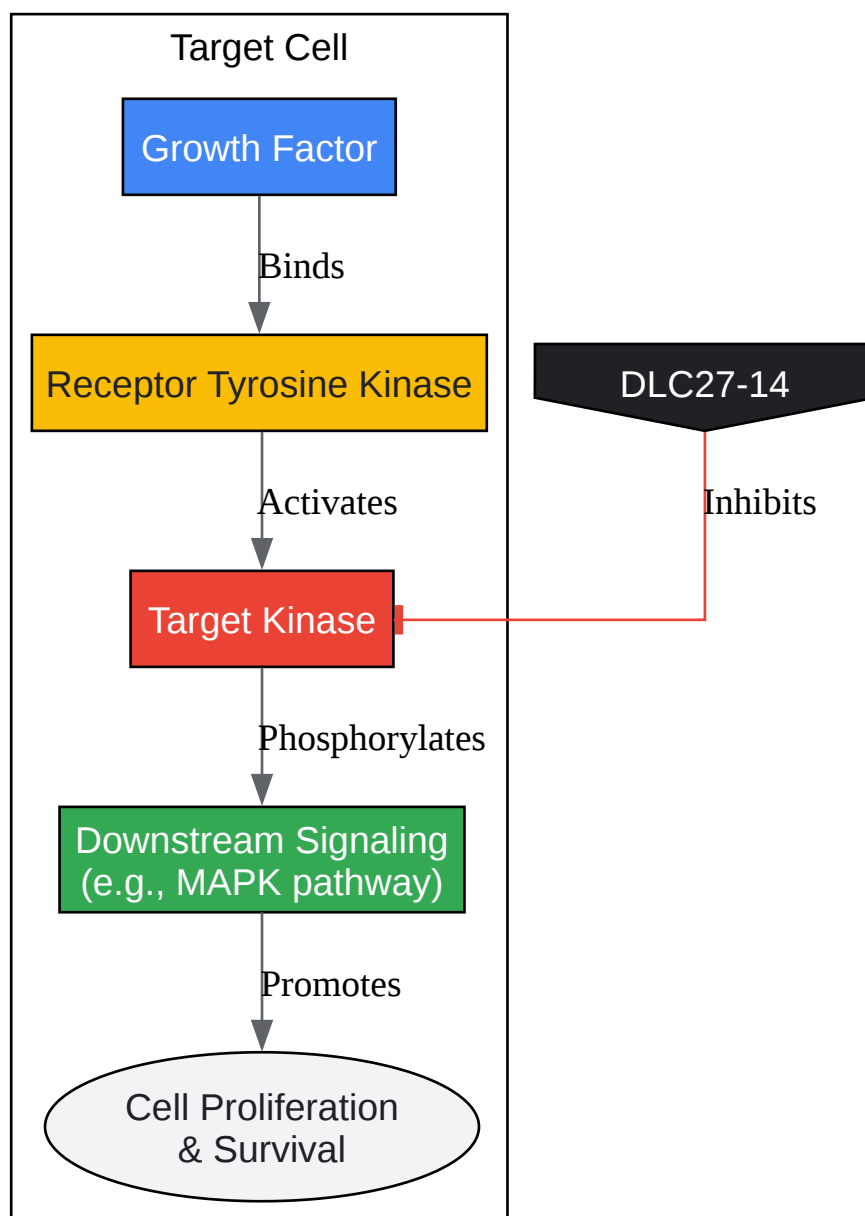 Target Cell
Growth Factor
Binds
Receptor Tyrosine Kinase
DLC27-14
Activates
Inhibits
Target Kinase
Phosphorylates
Downstream Signaling
(e.g., MAPK pathway)
Promotes
Cell Proliferation
& Survival